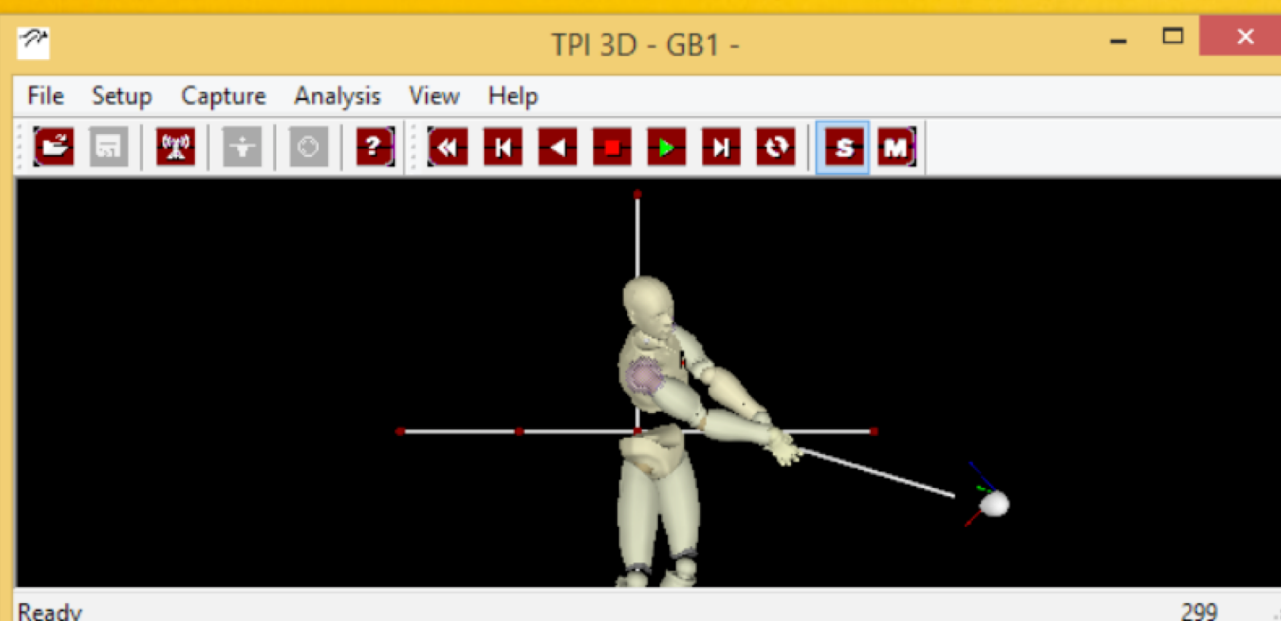 TPI 3D - GB1 -
File Setup Capture Analysis View Help
? S M
Ready 299